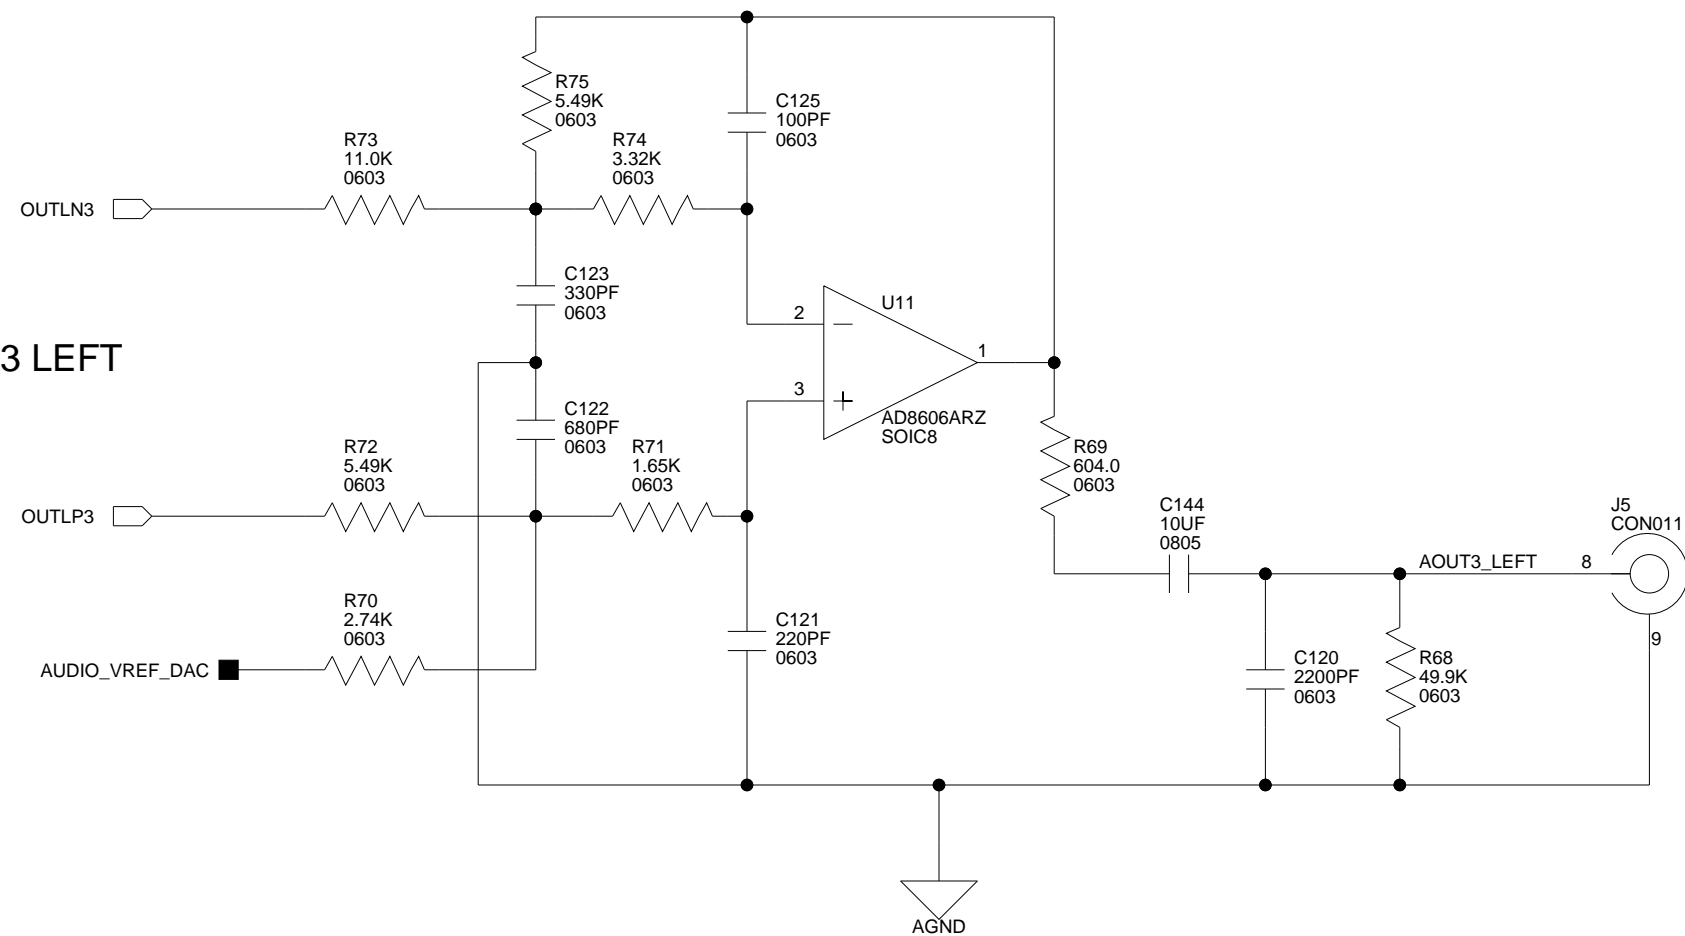 R75
5.49K
0603
C125
100PF
0603
R73
11.0K
0603
R74
3.32K
0603
OUTLN3
C123
330PF
0603
U11
2
3 LEFT
1
3
C122
680PF
0603
AD8606ARZ
SOIC8
R72
5.49K
0603
R71
1.65K
0603
R69
604.0
0603
OUTLP3
C144
10UF
0805
J5
CON011
AOUT3_LEFT
8
R70
2.74K
0603
C121
220PF
0603
9
AUDIO_VREF_DAC
C120
2200PF
0603
R68
49.9K
0603
AGND